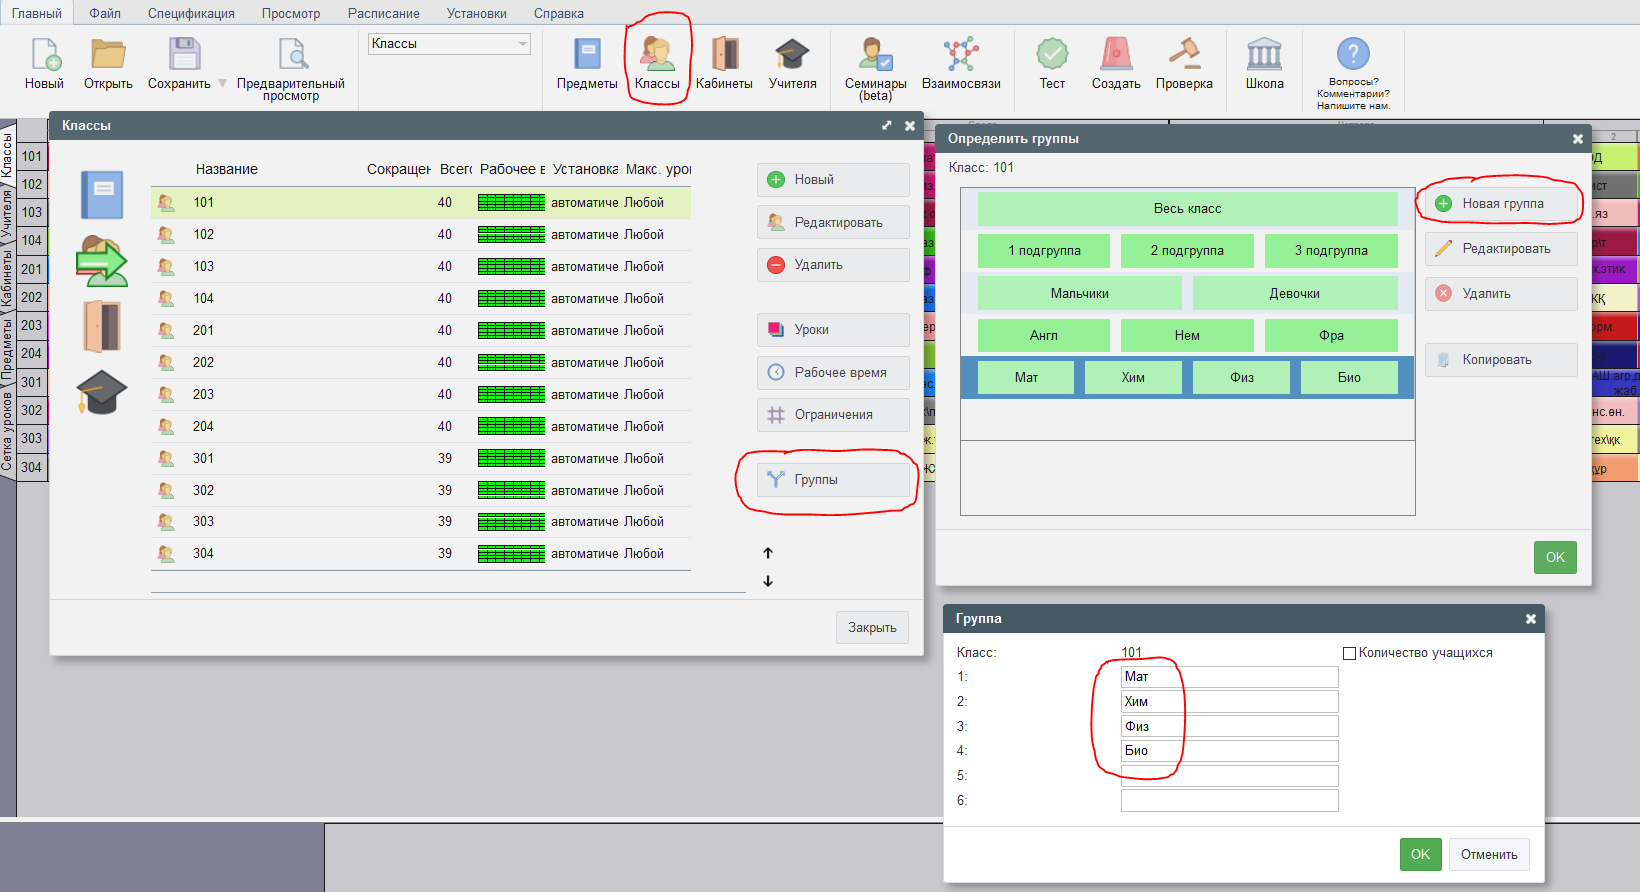 Главный Файл Спецификация Просмотр Расписание Установки Справка
Новый Открыть Сохранить Предварительный просмотр
Классы
Предметы Классы Кабинеты Учителя
Семинары (beta) Взаимосвязи
Тест Создать Проверка
Школа
Вопросы?
Комментарии?
Напишите нам.
Классы
Учителя
Кабинеты
Предметы
Сетка уроков
101
102
103
104
201
202
203
204
301
302
303
304
Классы
Название Сокращен Всего Рабочее в Установка Макс. уро
101 40 автоматиче Любой
102 40 автоматиче Любой
103 40 автоматиче Любой
104 40 автоматиче Любой
201 40 автоматиче Любой
202 40 автоматиче Любой
203 40 автоматиче Любой
204 40 автоматиче Любой
301 39 автоматиче Любой
302 39 автоматиче Любой
303 39 автоматиче Любой
304 39 автоматиче Любой
Новый
Редактировать
Удалить
Уроки
Рабочее время
Ограничения
Группы
Закрыть
Определить группы
Класс: 101
Весь класс
1 подгруппа 2 подгруппа 3 подгруппа
Мальчики Девочки
Англ Нем Фра
Мат Хим Физ Био
Новая группа
Редактировать
Удалить
Копировать
OK
2
Группа
Класс: 101 Количество учащихся
1: Мат
2: Хим
3: Физ
4: Био
5:
6:
OK Отменить